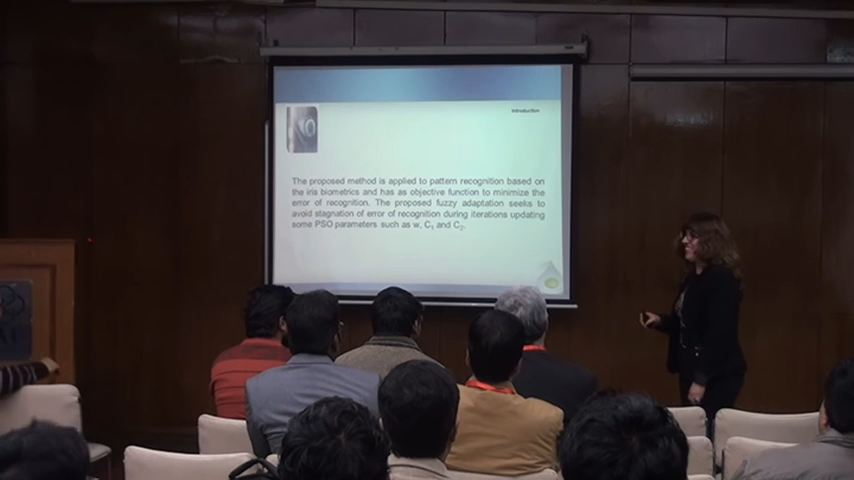 Introduction
The proposed method is applied to pattern recognition based on
the iris biometrics and has as objective function to minimize the
error of recognition. The proposed fuzzy adaptation seeks to
avoid stagnation of error of recognition during iterations updating
some PSO parameters such as w, C₁ and C₂.